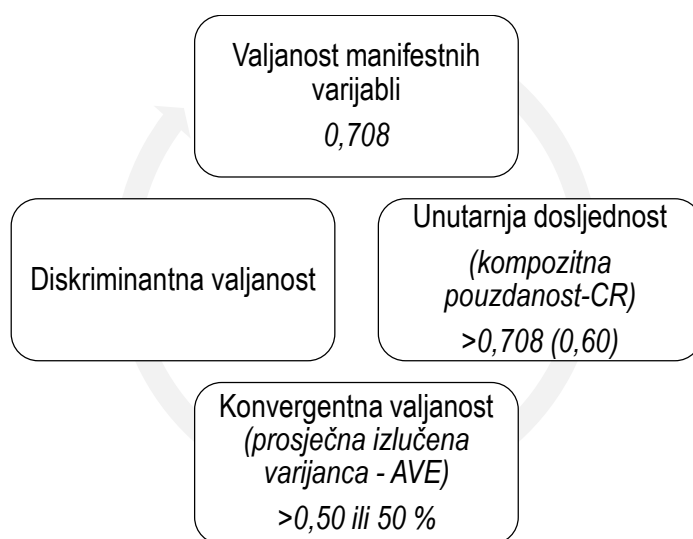 Valjanost manifestnih
varijabli
0,708
Unutarnja dosljednost
(kompozitna
pouzdanost-CR)
>0,708 (0,60)
Konvergentna valjanost
(prosječna izlučena
varijanca - AVE)
>0,50 ili 50 %
Diskriminantna valjanost